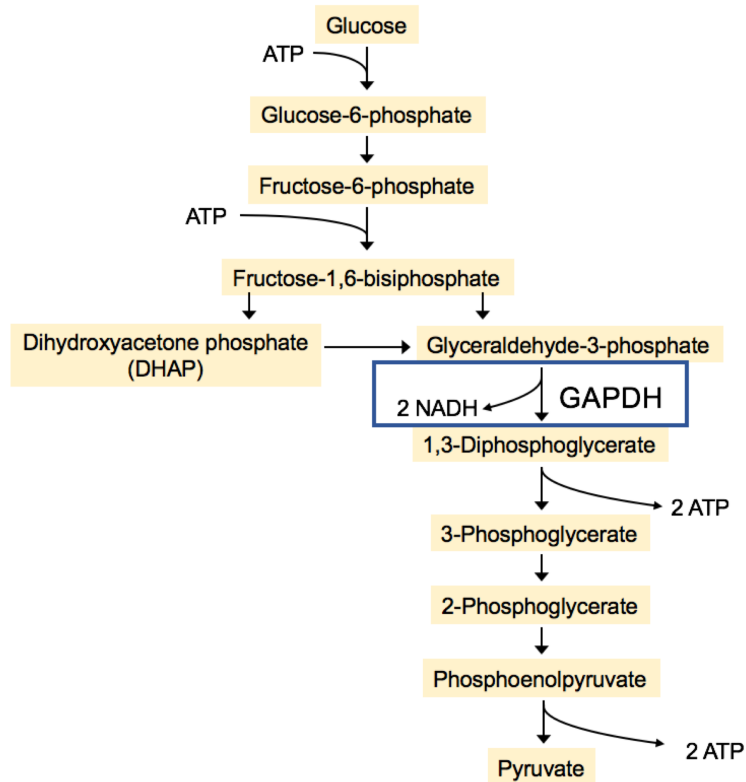 Glucose
ATP
Glucose-6-phosphate
Fructose-6-phosphate
ATP
Fructose-1,6-bisiphosphate
Dihydroxyacetone phosphate
(DHAP)
Glyceraldehyde-3-phosphate
2 NADH
GAPDH
1,3-Diphosphoglycerate
2 ATP
3-Phosphoglycerate
2-Phosphoglycerate
Phosphoenolpyruvate
2 ATP
Pyruvate